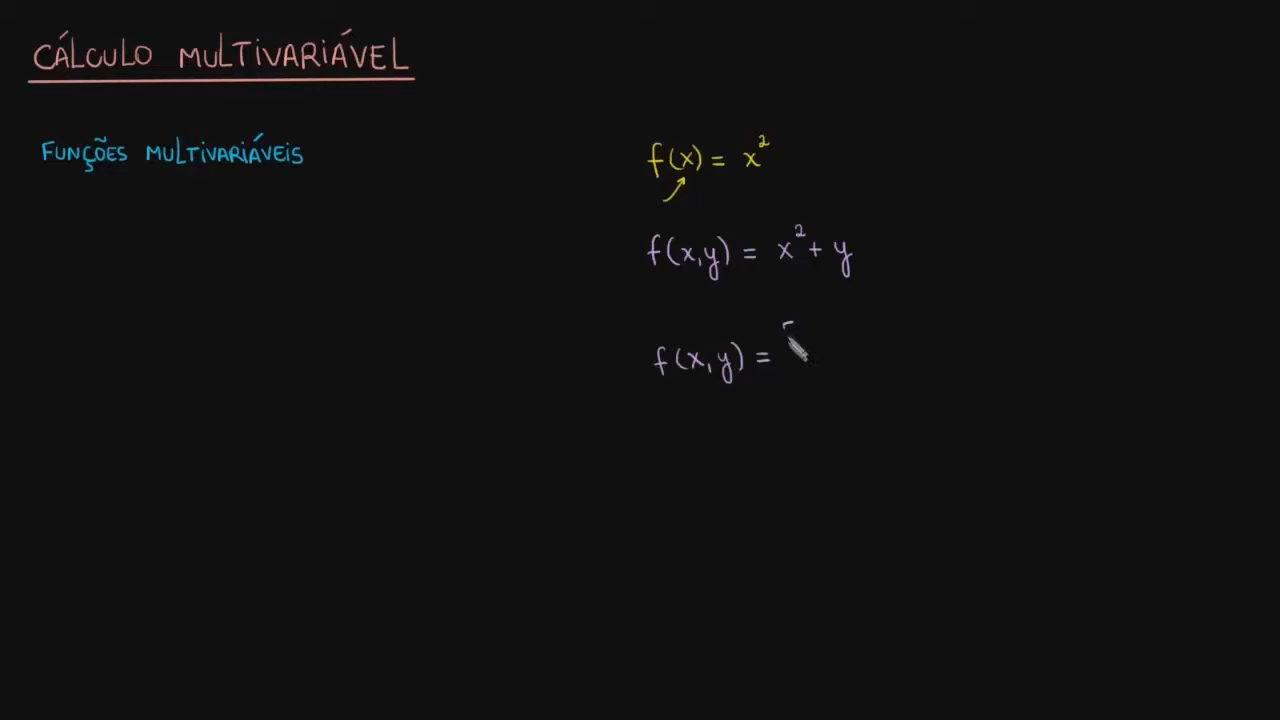 CÁLCULO MULTIVARIÁVEL
FUNÇÕES MULTIVARIÁVEIS
f(x) = x²
f(x,y) = x² + y
f(x,y) =